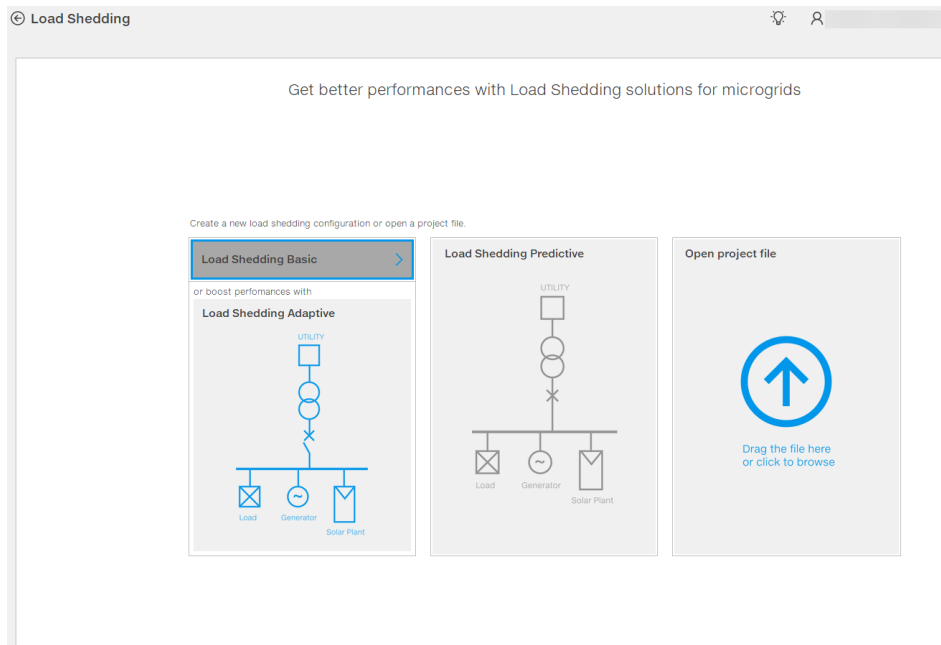 Load Shedding
Get better performances with Load Shedding solutions for microgrids
Create a new load shedding configuration or open a project file.
Load Shedding Basic
or boost perfomances with
Load Shedding Adaptive
UTILITY
Load
Generator
Solar Plant
Load Shedding Predictive
UTILITY
Load
Generator
Solar Plant
Open project file
Drag the file here
or click to browse